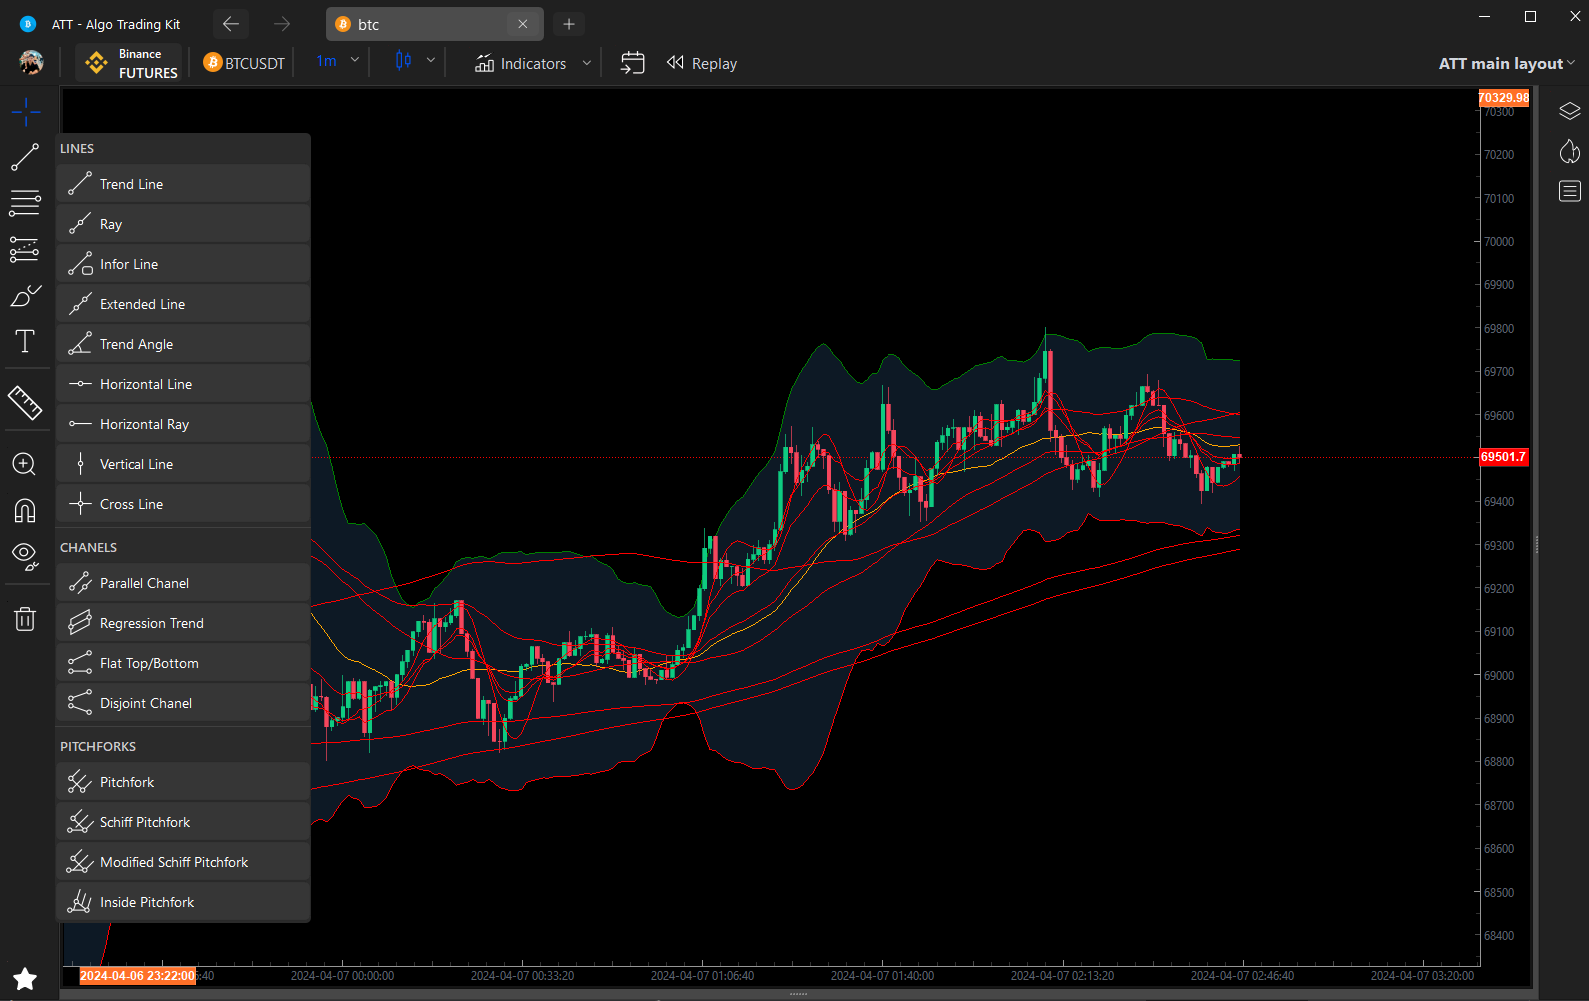 ATT - Algo Trading Kit
btc
Binance
FUTURES
BTCUSDT
1m
Indicators
Replay
ATT main layout
LINES
Trend Line
Ray
Infor Line
Extended Line
Trend Angle
Horizontal Line
Horizontal Ray
Vertical Line
Cross Line
CHANELS
Parallel Chanel
Regression Trend
Flat Top/Bottom
Disjoint Chanel
PITCHFORKS
Pitchfork
Schiff Pitchfork
Modified Schiff Pitchfork
Inside Pitchfork
70329.98
70300
70200
70100
70000
69900
69800
69700
69600
69501.7
69400
69300
69200
69100
69000
68900
68800
68700
68600
68500
68400
2024-04-06 23:22:00
:40
2024-04-07 00:00:00
2024-04-07 00:33:20
2024-04-07 01:06:40
2024-04-07 01:40:00
2024-04-07 02:13:20
2024-04-07 02:46:40
2024-04-07 03:20:00